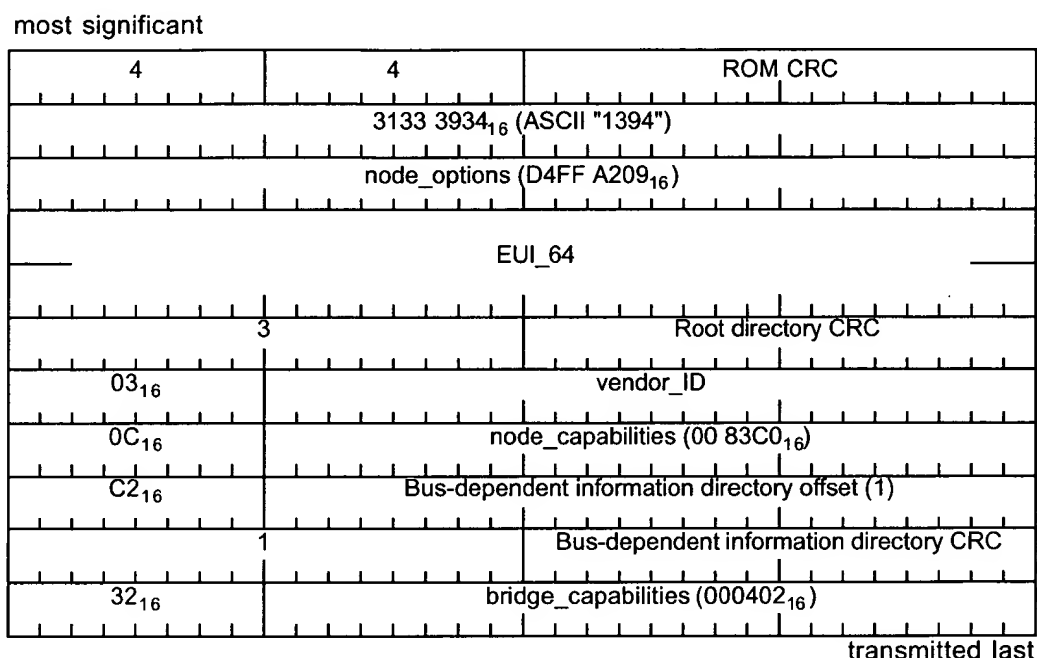 most significant
4 4 ROM CRC
3133 3934₁₆ (ASCII "1394")
node_options (D4FF A209₁₆)
EUI_64
3 Root directory CRC
03₁₆ vendor_ID
0C₁₆ node_capabilities (00 83C0₁₆)
C2₁₆ Bus-dependent information directory offset (1)
1 Bus-dependent information directory CRC
32₁₆ bridge_capabilities (000402₁₆)
transmitted last